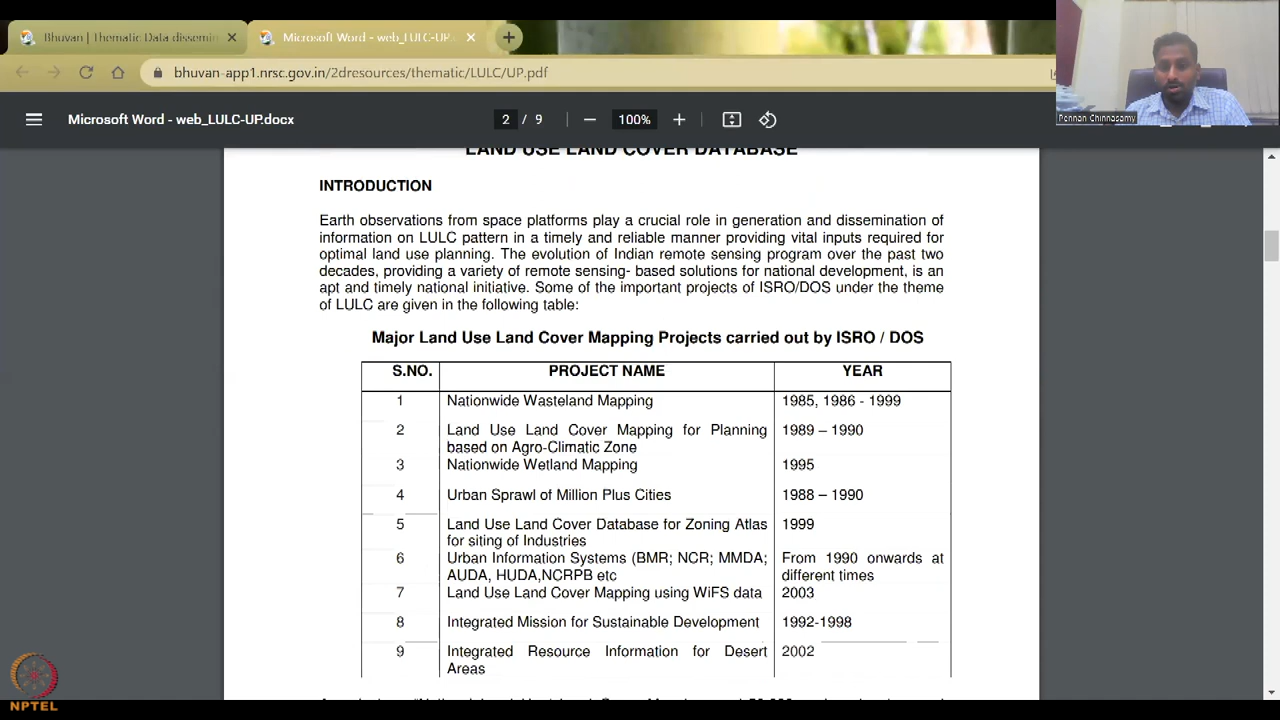 Bhuvan | Thematic Data dissemin
Microsoft Word - web_LULC-UP.
bhuvan-app1.nrsc.gov.in/2dresources/thematic/LULC/UP.pdf
Pennan Chinnasamy
Microsoft Word - web_LULC-UP.docx
2 / 9
100%
LAND USE LAND COVER DATABASE
INTRODUCTION
Earth observations from space platforms play a crucial role in generation and dissemination of
information on LULC pattern in a timely and reliable manner providing vital inputs required for
optimal land use planning. The evolution of Indian remote sensing program over the past two
decades, providing a variety of remote sensing- based solutions for national development, is an
apt and timely national initiative. Some of the important projects of ISRO/DOS under the theme
of LULC are given in the following table:
Major Land Use Land Cover Mapping Projects carried out by ISRO / DOS
S.NO. PROJECT NAME YEAR
1 Nationwide Wasteland Mapping 1985, 1986 - 1999
2 Land Use Land Cover Mapping for Planning 1989 – 1990
based on Agro-Climatic Zone
3 Nationwide Wetland Mapping 1995
4 Urban Sprawl of Million Plus Cities 1988 – 1990
5 Land Use Land Cover Database for Zoning Atlas 1999
for siting of Industries
6 Urban Information Systems (BMR; NCR; MMDA; From 1990 onwards at
AUDA, HUDA,NCRPB etc different times
7 Land Use Land Cover Mapping using WiFS data 2003
8 Integrated Mission for Sustainable Development 1992-1998
9 Integrated Resource Information for Desert 2002
Areas
NPTEL